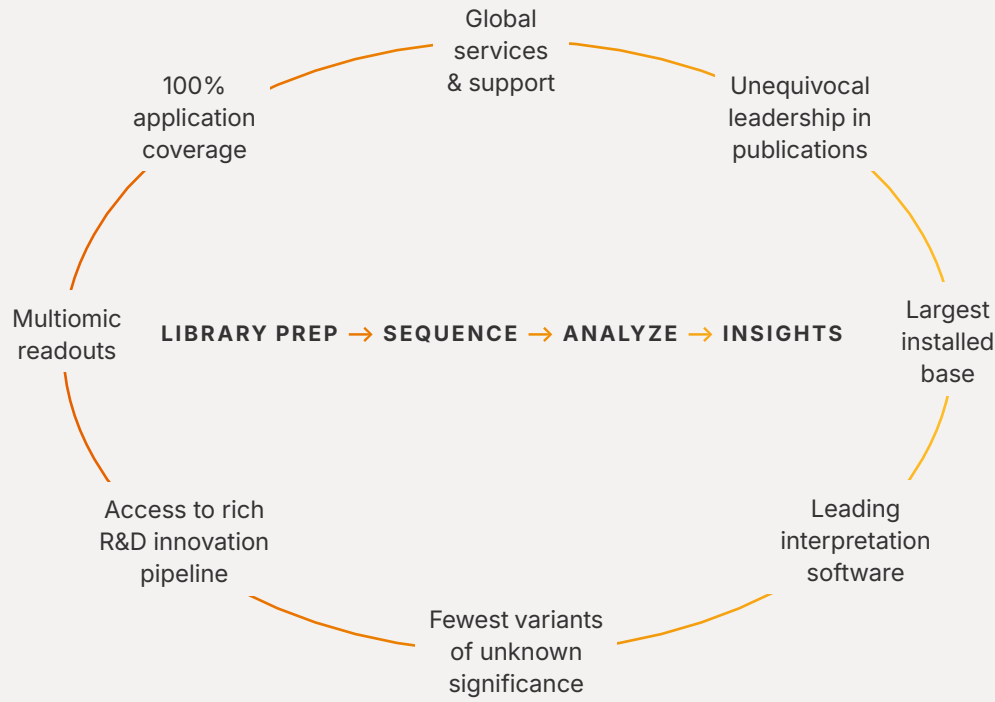 Global
services
& support
100%
application
coverage
Unequivocal
leadership in
publications
Multiomic
readouts
LIBRARY PREP → SEQUENCE → ANALYZE → INSIGHTS
Largest
installed
base
Access to rich
R&D innovation
pipeline
Leading
interpretation
software
Fewest variants
of unknown
significance